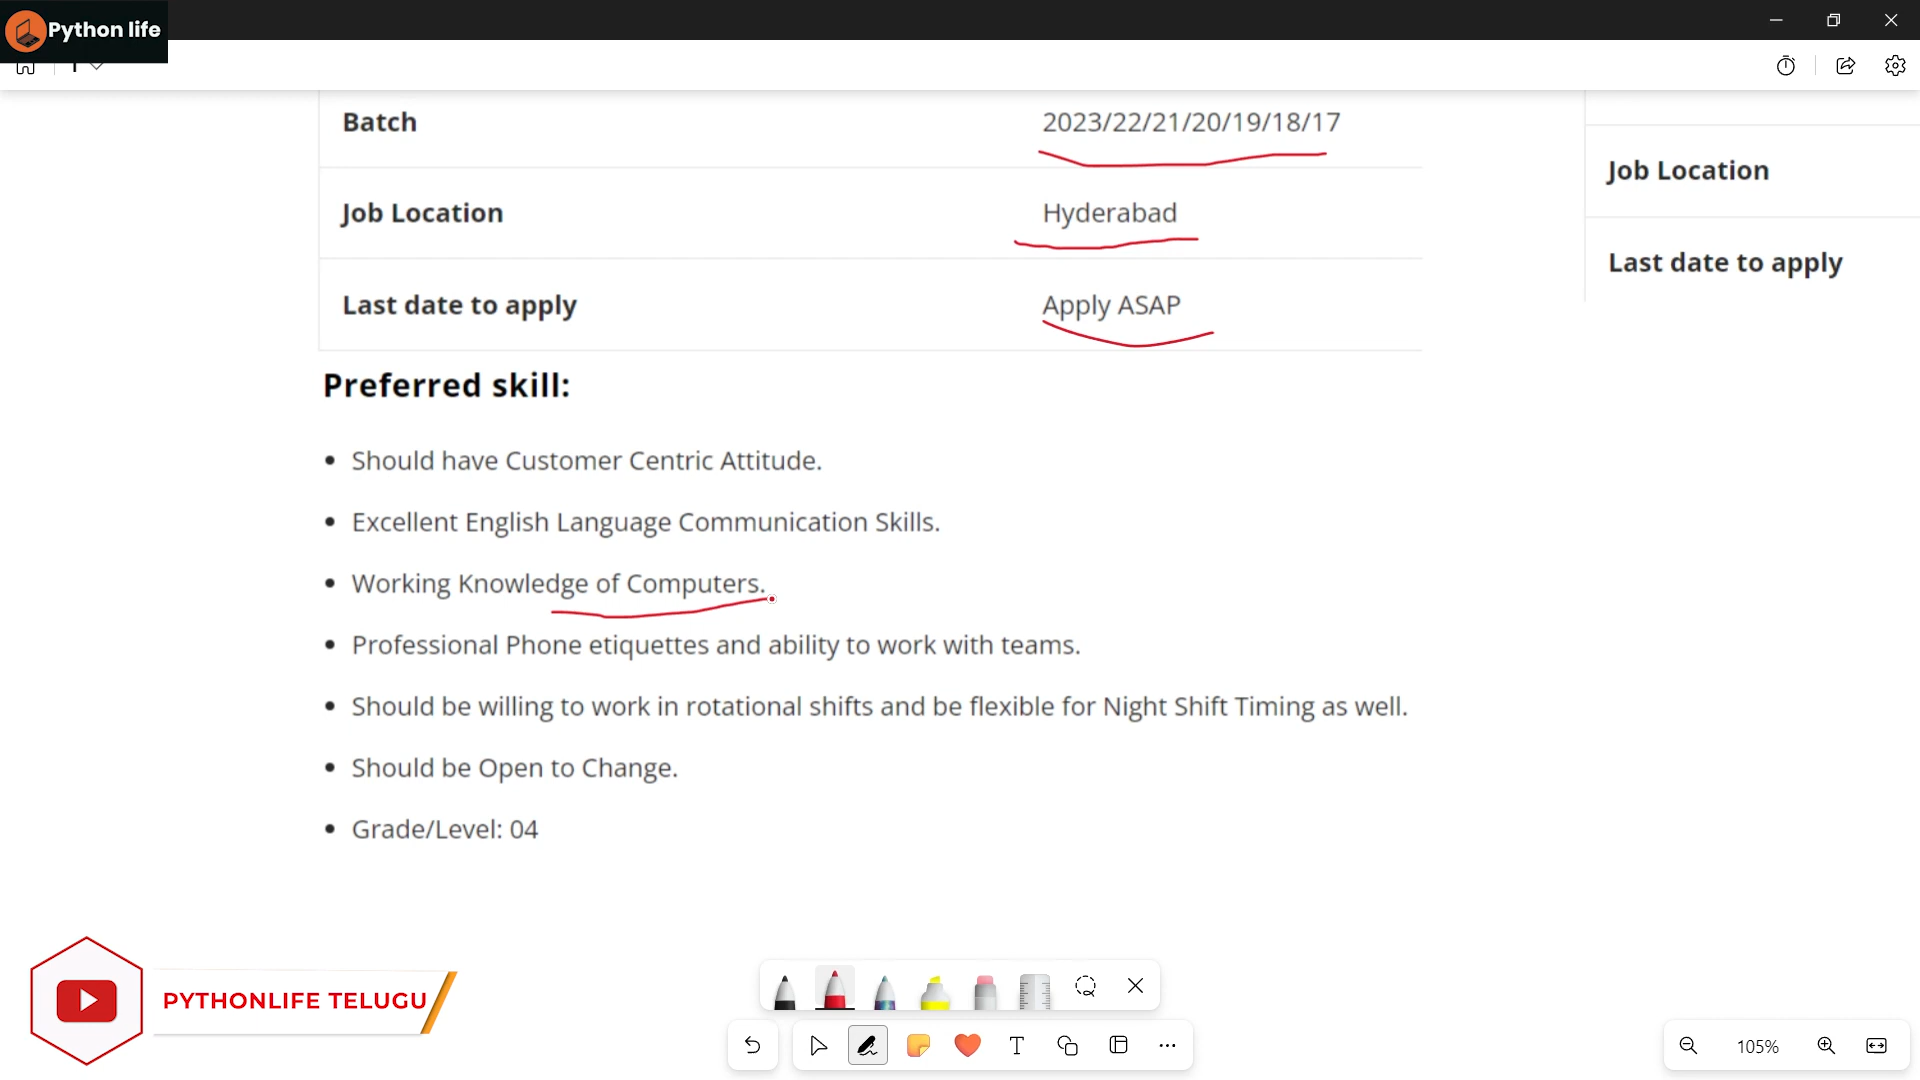 Python life
Batch
2023/22/21/20/19/18/17
Job Location
Hyderabad
Last date to apply
Apply ASAP
Job Location
Last date to apply
Preferred skill:
• Should have Customer Centric Attitude.
• Excellent English Language Communication Skills.
• Working Knowledge of Computers.
• Professional Phone etiquettes and ability to work with teams.
• Should be willing to work in rotational shifts and be flexible for Night Shift Timing as well.
• Should be Open to Change.
• Grade/Level: 04
PYTHONLIFE TELUGU
105%